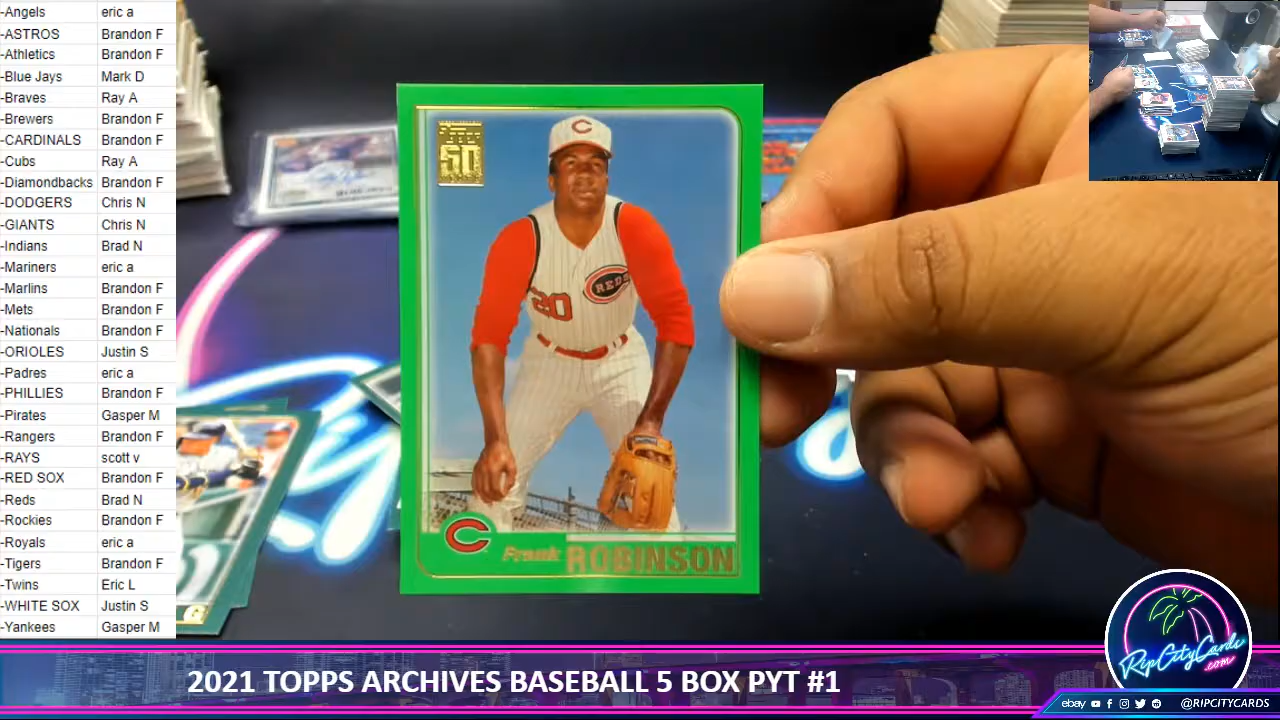 -Angels eric a
-ASTROS Brandon F
-Athletics Brandon F
-Blue Jays Mark D
-Braves Ray A
-Brewers Brandon F
-CARDINALS Brandon F
-Cubs Ray A
-Diamondbacks Brandon F
-DODGERS Chris N
-GIANTS Chris N
-Indians Brad N
-Mariners eric a
-Marlins Brandon F
-Mets Brandon F
-Nationals Brandon F
-ORIOLES Justin S
-Padres eric a
-PHILLIES Brandon F
-Pirates Gasper M
-Rangers Brandon F
-RAYS scott v
-RED SOX Brandon F
-Reds Brad N
-Rockies Brandon F
-Royals eric a
-Tigers Brandon F
-Twins Eric L
-WHITE SOX Justin S
-Yankees Gasper M
C
Topps
50
REDS
20
C
Frank ROBINSON
RipCityCards
.com
2021 TOPPS ARCHIVES BASEBALL 5 BOX PYT #1
ebay @RIPCITYCARDS